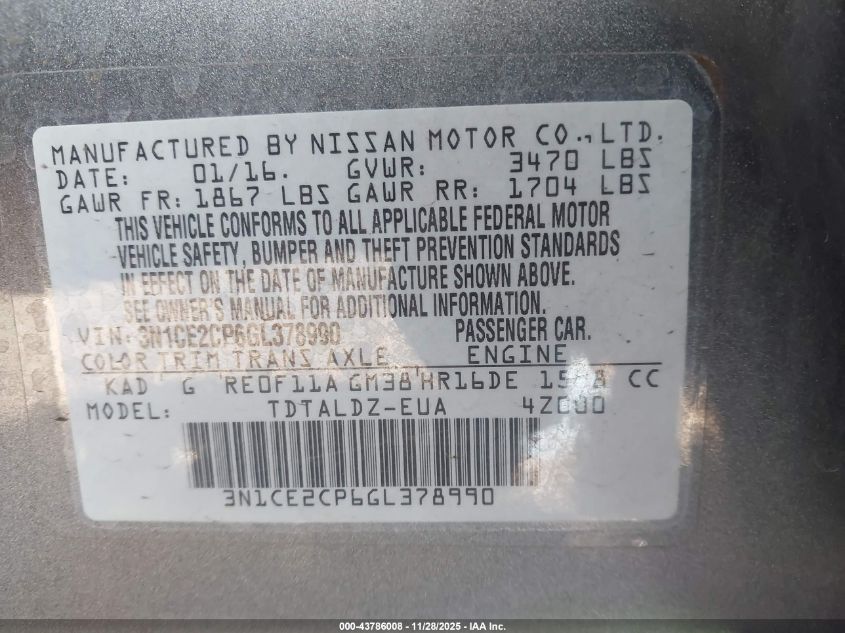 MANUFACTURED BY NISSAN MOTOR CO.,LTD.
DATE: 01/16. GVWR: 3470 LBS
GAWR FR: 1867 LBS GAWR RR: 1704 LBS
THIS VEHICLE CONFORMS TO ALL APPLICABLE FEDERAL MOTOR
VEHICLE SAFETY, BUMPER AND THEFT PREVENTION STANDARDS
IN EFFECT ON THE DATE OF MANUFACTURE SHOWN ABOVE.
SEE OWNER'S MANUAL FOR ADDITIONAL INFORMATION.
VIN: 3N1CE2CP6GL378990 PASSENGER CAR.
COLOR TRIM TRANS AXLE ENGINE
KAD G RE0F11A GM38 HR16DE CC
MODEL: TDTALDZ-EUA
3N1CE2CP6GL378990
000-43786008 | 11/28/2025 - IAA Inc.